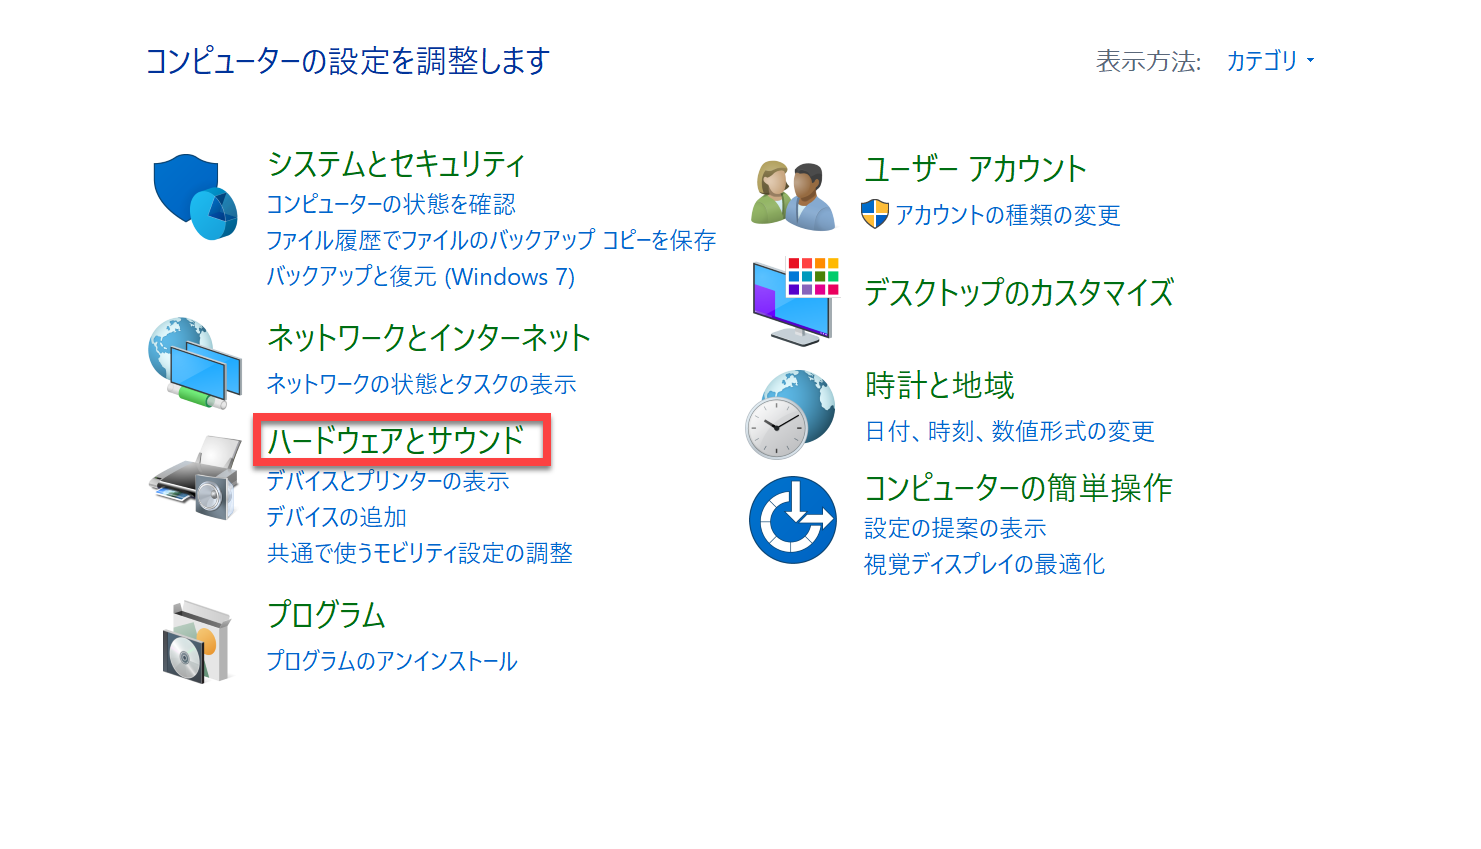 コンピューターの設定を調整します
表示方法: カテゴリ
システムとセキュリティ
コンピューターの状態を確認
ファイル履歴でファイルのバックアップ コピーを保存
バックアップと復元 (Windows 7)
ネットワークとインターネット
ネットワークの状態とタスクの表示
ハードウェアとサウンド
デバイスとプリンターの表示
デバイスの追加
共通で使うモビリティ設定の調整
プログラム
プログラムのアンインストール
ユーザー アカウント
アカウントの種類の変更
デスクトップのカスタマイズ
時計と地域
日付、時刻、数値形式の変更
コンピューターの簡単操作
設定の提案の表示
視覚ディスプレイの最適化